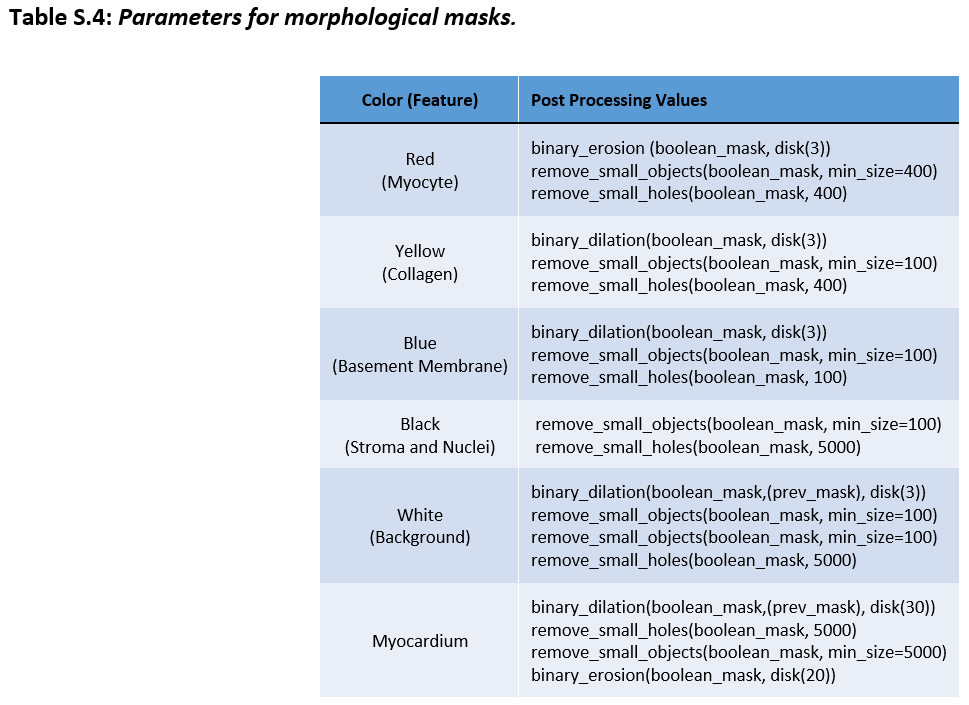 Table S.4: Parameters for morphological masks.
Color (Feature)
Post Processing Values
Red
(Myocyte)
binary_erosion (boolean_mask, disk(3))
remove_small_objects(boolean_mask, min_size=400)
remove_small_holes(boolean_mask, 400)
Yellow
(Collagen)
binary_dilation(boolean_mask, disk(3))
remove_small_objects(boolean_mask, min_size=100)
remove_small_holes(boolean_mask, 400)
Blue
(Basement Membrane)
binary_dilation(boolean_mask, disk(3))
remove_small_objects(boolean_mask, min_size=100)
remove_small_holes(boolean_mask, 100)
Black
(Stroma and Nuclei)
remove_small_objects(boolean_mask, min_size=100)
remove_small_holes(boolean_mask, 5000)
White
(Background)
binary_dilation(boolean_mask,(prev_mask), disk(3))
remove_small_objects(boolean_mask, min_size=100)
remove_small_objects(boolean_mask, min_size=100)
remove_small_holes(boolean_mask, 5000)
Myocardium
binary_dilation(boolean_mask,(prev_mask), disk(30))
remove_small_holes(boolean_mask, 5000)
remove_small_objects(boolean_mask, min_size=5000)
binary_erosion(boolean_mask, disk(20))